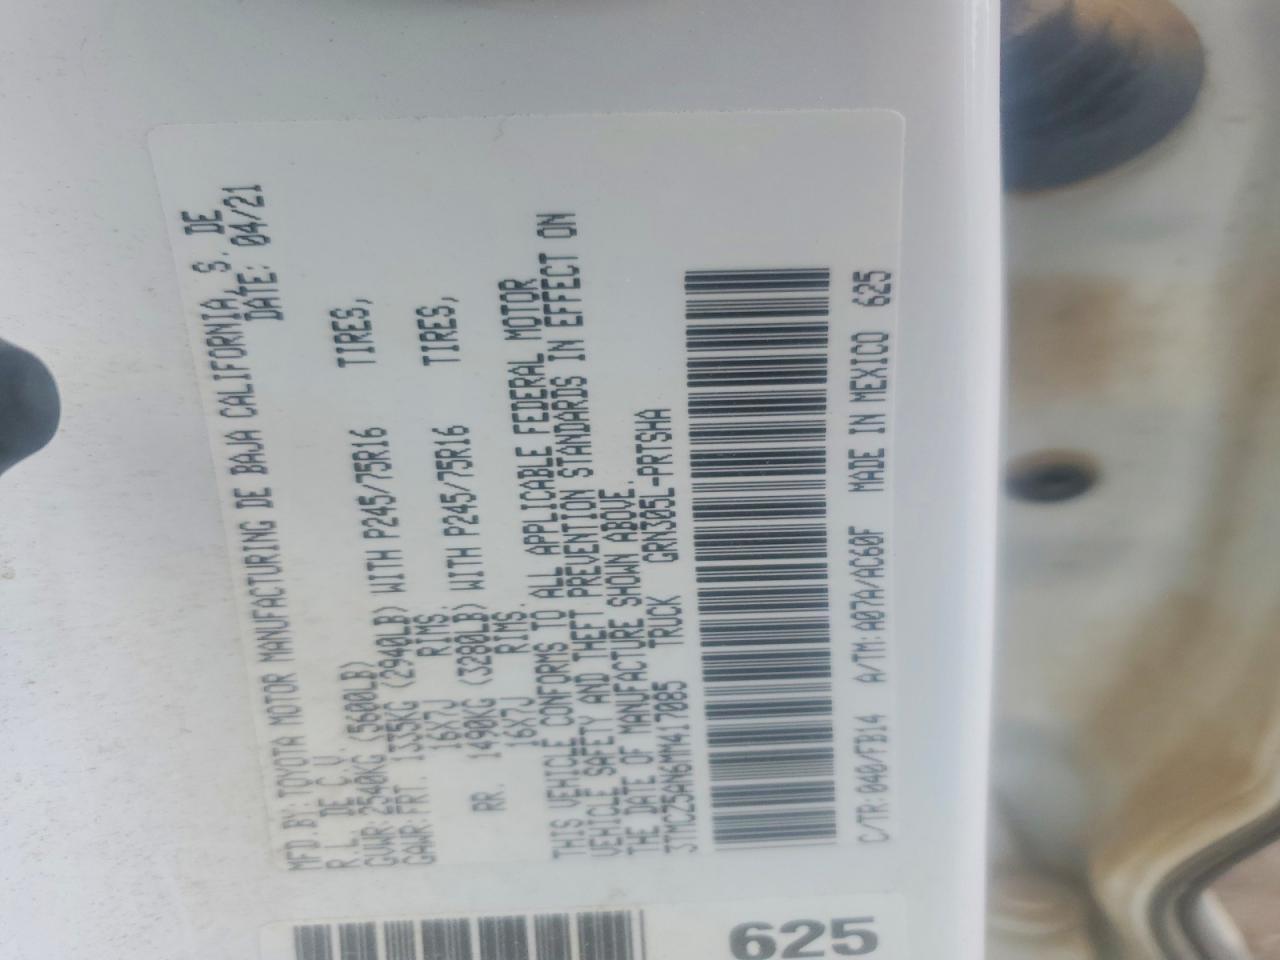 MFD.BY: TOYOTA MOTOR MANUFACTURING DE BAJA CALIFORNIA, S. DE
R.L. DE C.V. DATE: 04/21
GVWR: 2540KG (5600LB)
GAWR: FRT. 1335KG (2940LB) WITH P245/75R16 TIRES,
16X7J RIMS.
RR. 1490KG (3280LB) WITH P245/75R16 TIRES,
16X7J RIMS.
THIS VEHICLE CONFORMS TO ALL APPLICABLE FEDERAL MOTOR
VEHICLE SAFETY AND THEFT PREVENTION STANDARDS IN EFFECT ON
THE DATE OF MANUFACTURE SHOWN ABOVE.
3TMCZ5AN6MM417085 TRUCK GRN305L-PRTSHA
C/TR: 040/FB14 A/TM: A07A/AC60F MADE IN MEXICO 625
625